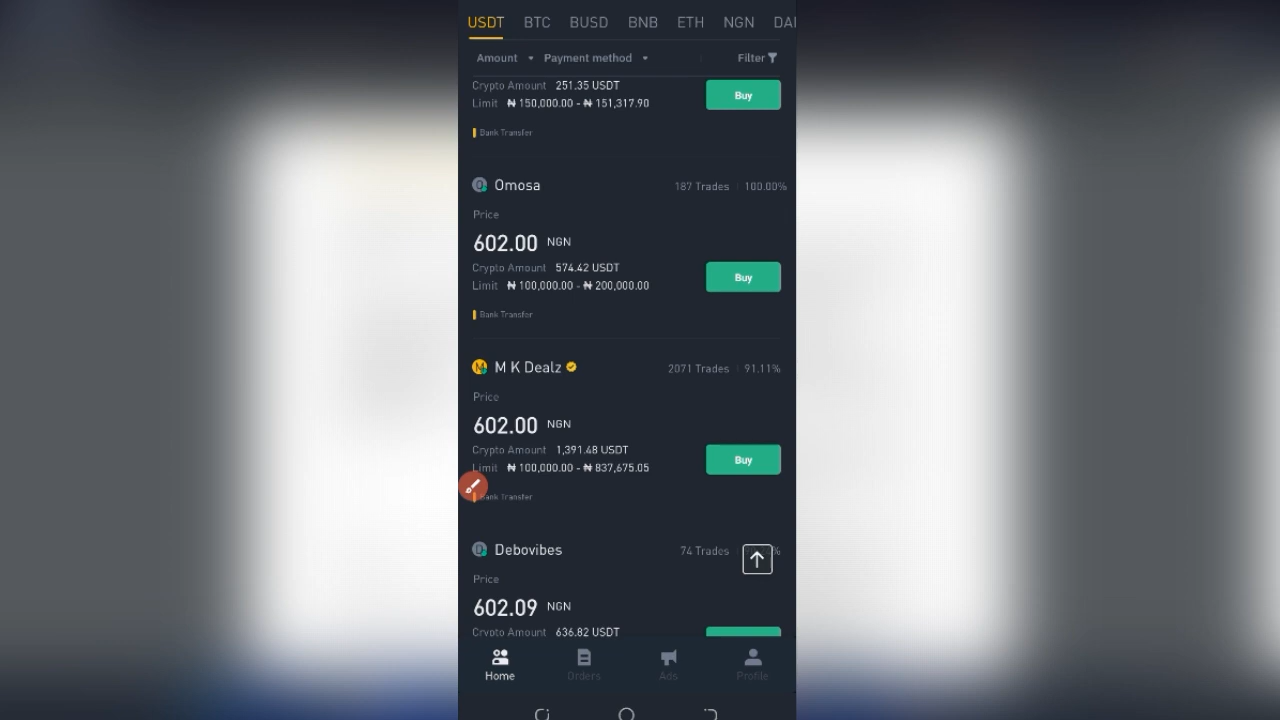 USDT BTC BUSD BNB ETH NGN DAI
Amount Payment method Filter
Crypto Amount 251.35 USDT
Buy
Limit ₦ 150,000.00 - ₦ 151,317.90
Bank Transfer
Omosa 187 Trades 100.00%
Price
602.00 NGN
Crypto Amount 574.42 USDT
Buy
Limit ₦ 100,000.00 - ₦ 200,000.00
Bank Transfer
M K Dealz 2071 Trades 91.11%
Price
602.00 NGN
Crypto Amount 1,391.48 USDT
Buy
Limit ₦ 100,000.00 - ₦ 837,675.05
Bank Transfer
Debovibes 74 Trades
Price
602.09 NGN
Crypto Amount 636.82 USDT
Home Orders Ads Profile